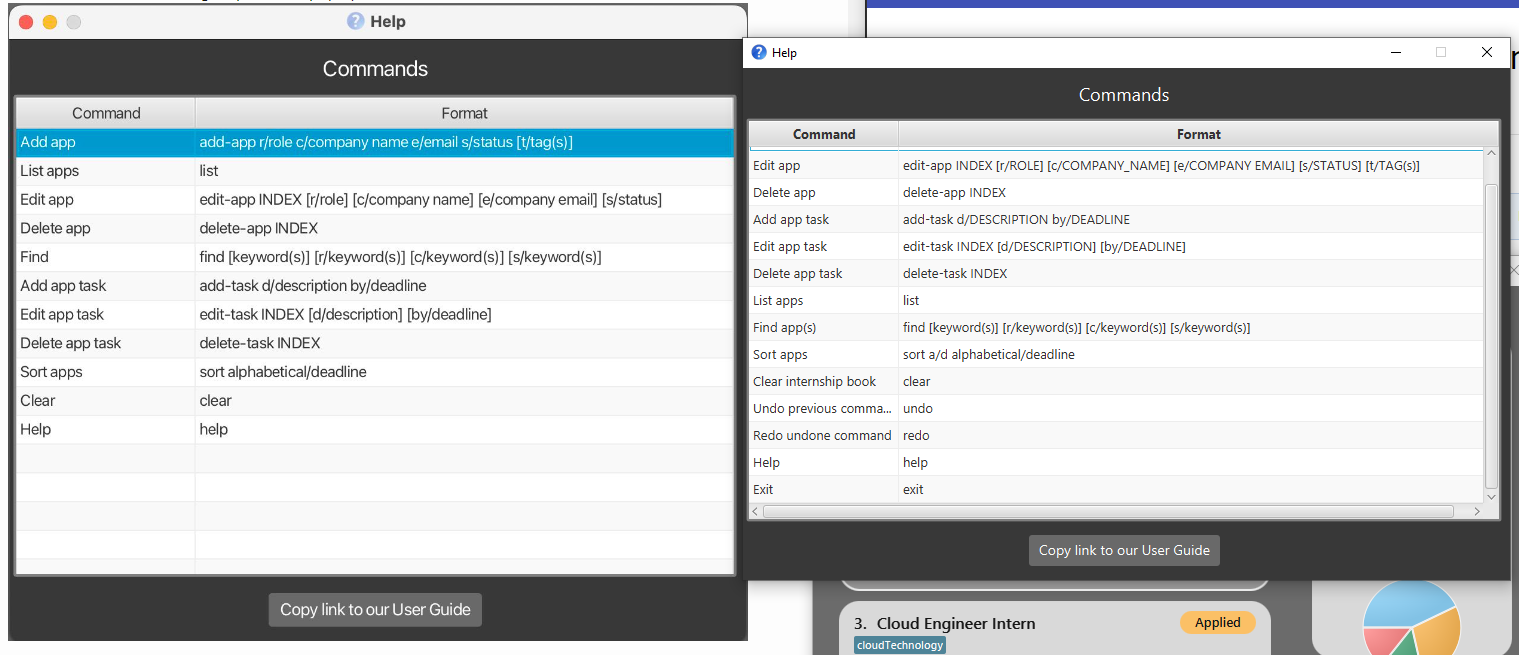 Help
Commands
Command Format
Add app add-app r/role c/company name e/email s/status [t/tag(s)]
List apps list
Edit app edit-app INDEX [r/role] [c/company name] [e/company email] [s/status]
Delete app delete-app INDEX
Find find [keyword(s)] [r/keyword(s)] [c/keyword(s)] [s/keyword(s)]
Add app task add-task d/description by/deadline
Edit app task edit-task INDEX [d/description] [by/deadline]
Delete app task delete-task INDEX
Sort apps sort alphabetical/deadline
Clear clear
Help help
Copy link to our User Guide
Help
Commands
Command Format
Edit app edit-app INDEX [r/ROLE] [c/COMPANY_NAME] [e/COMPANY EMAIL] [s/STATUS] [t/TAG(s)]
Delete app delete-app INDEX
Add app task add-task d/DESCRIPTION by/DEADLINE
Edit app task edit-task INDEX [d/DESCRIPTION] [by/DEADLINE]
Delete app task delete-task INDEX
List apps list
Find app(s) find [keyword(s)] [r/keyword(s)] [c/keyword(s)] [s/keyword(s)]
Sort apps sort a/d alphabetical/deadline
Clear internship book clear
Undo previous comma... undo
Redo undone command redo
Help help
Exit exit
Copy link to our User Guide
3. Cloud Engineer Intern Applied
cloudTechnology